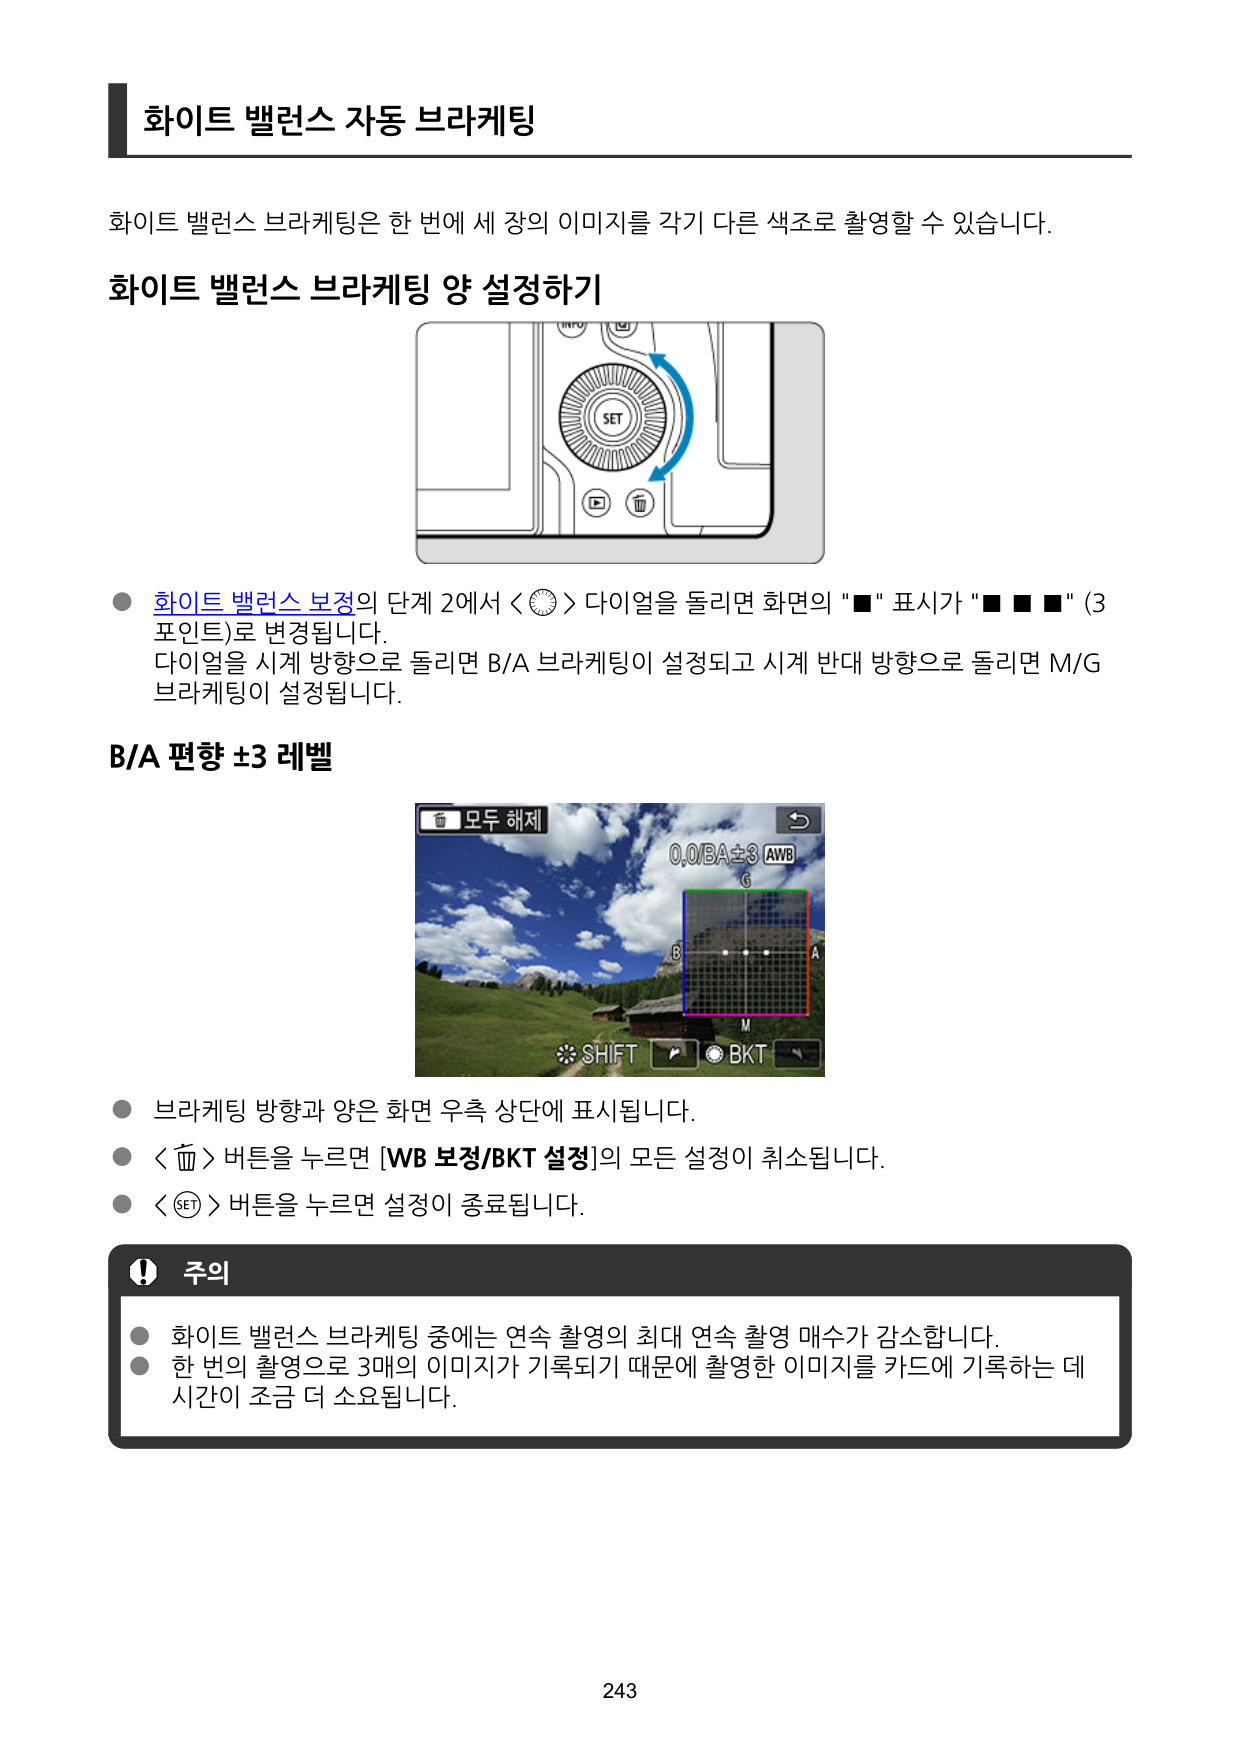 화이트 밸런스 자동 브라케팅
화이트 밸런스 브라케팅은 한 번에 세 장의 이미지를 각기 다른 색조로 촬영할 수 있습니다.
화이트 밸런스 브라케팅 양 설정하기
INFO
SET
● 화이트 밸런스 보정의 단계 2에서 < > 다이얼을 돌리면 화면의 "■" 표시가 "■ ■ ■" (3
포인트)로 변경됩니다.
다이얼을 시계 방향으로 돌리면 B/A 브라케팅이 설정되고 시계 반대 방향으로 돌리면 M/G
브라케팅이 설정됩니다.
B/A 편향 ±3 레벨
모두 해제
0,0/BA±3 AWB
G
B A
M
SHIFT BKT
● 브라케팅 방향과 양은 화면 우측 상단에 표시됩니다.
● < > 버튼을 누르면 [WB 보정/BKT 설정]의 모든 설정이 취소됩니다.
● <SET> 버튼을 누르면 설정이 종료됩니다.
주의
● 화이트 밸런스 브라케팅 중에는 연속 촬영의 최대 연속 촬영 매수가 감소합니다.
● 한 번의 촬영으로 3매의 이미지가 기록되기 때문에 촬영한 이미지를 카드에 기록하는 데
시간이 조금 더 소요됩니다.
243